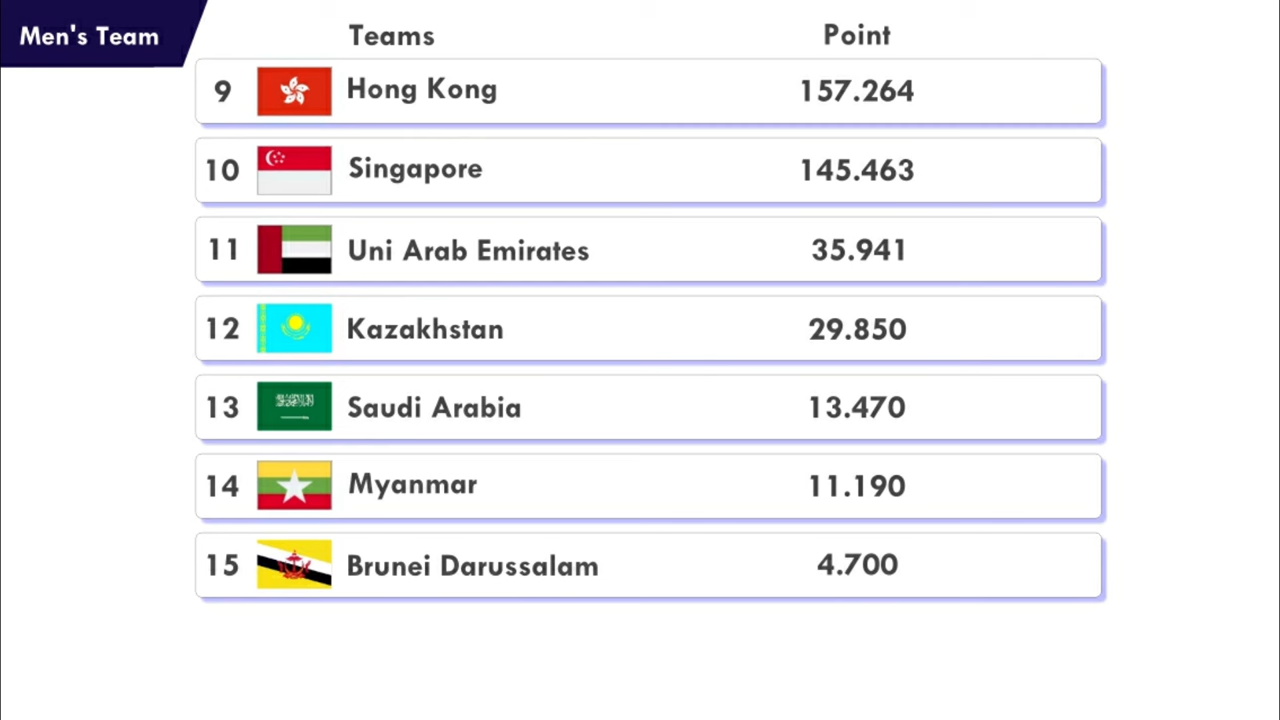 Men's Team
Teams Point
9 Hong Kong 157.264
10 Singapore 145.463
11 Uni Arab Emirates 35.941
12 Kazakhstan 29.850
13 Saudi Arabia 13.470
14 Myanmar 11.190
15 Brunei Darussalam 4.700